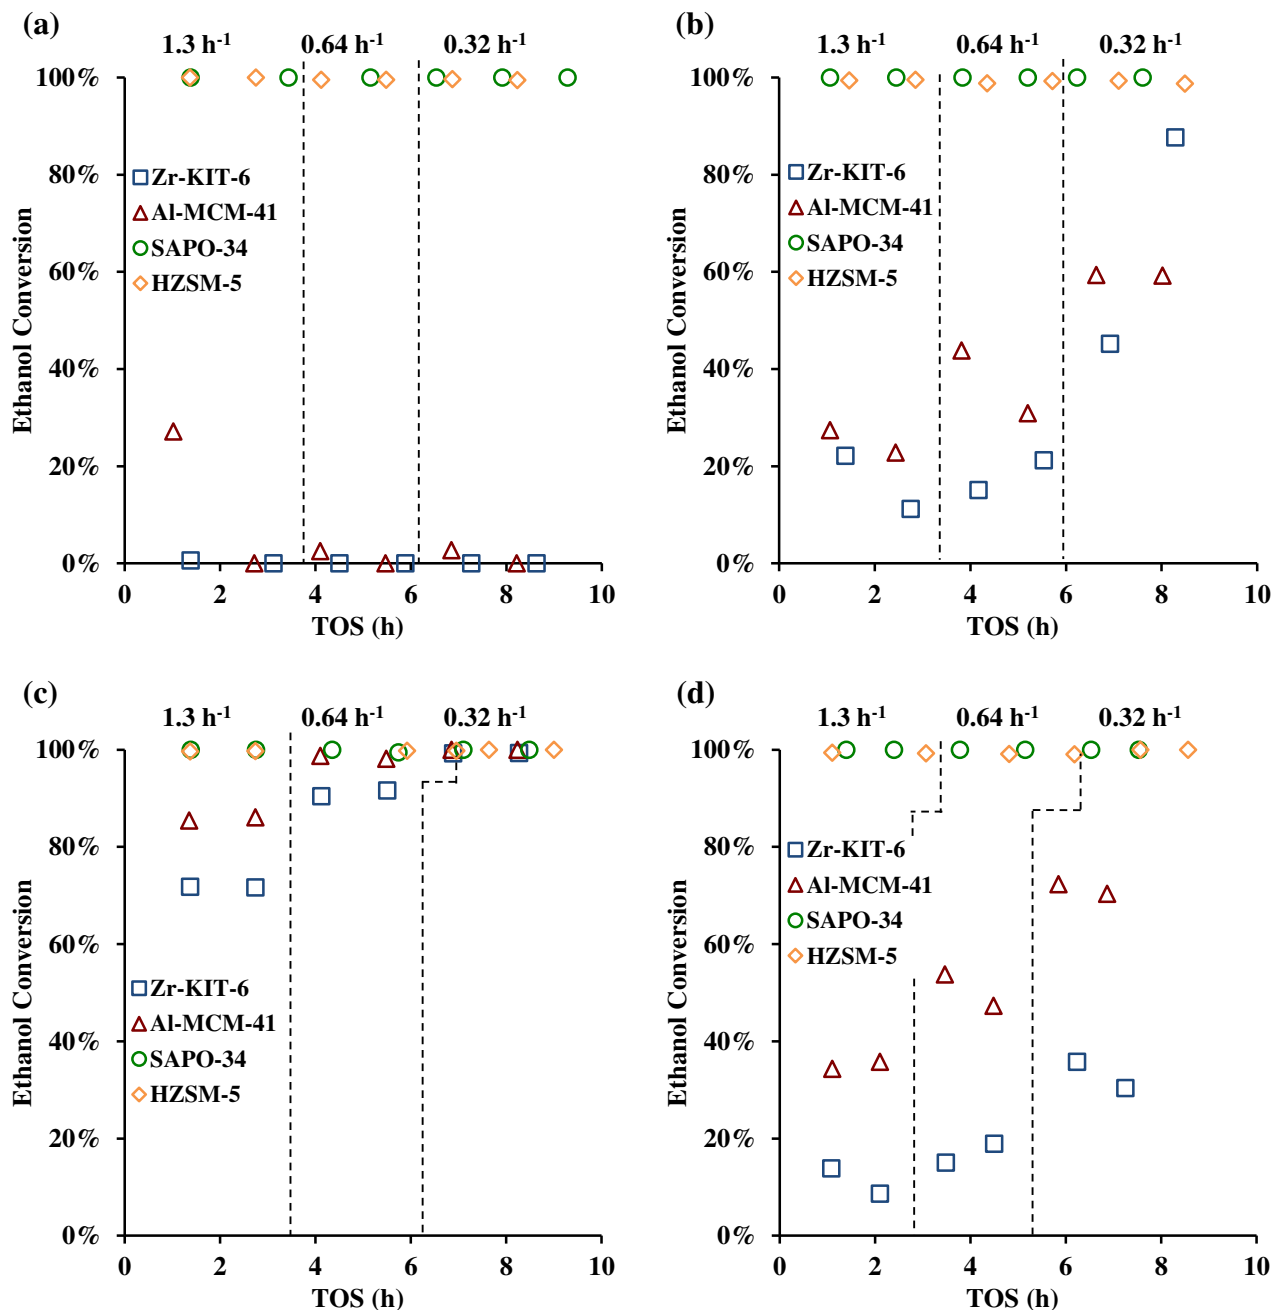 (a)
1.3 h-1 0.64 h-1 0.32 h-1
100%
80%
60%
40%
20%
0%
Ethanol Conversion
Zr-KIT-6
Al-MCM-41
SAPO-34
HZSM-5
0 2 4 6 8 10
TOS (h)
(b)
1.3 h-1 0.64 h-1 0.32 h-1
100%
80%
60%
40%
20%
0%
Ethanol Conversion
Zr-KIT-6
Al-MCM-41
SAPO-34
HZSM-5
0 2 4 6 8 10
TOS (h)
(c)
1.3 h-1 0.64 h-1 0.32 h-1
100%
80%
60%
40%
20%
0%
Ethanol Conversion
Zr-KIT-6
Al-MCM-41
SAPO-34
HZSM-5
0 2 4 6 8 10
TOS (h)
(d)
1.3 h-1 0.64 h-1 0.32 h-1
100%
80%
60%
40%
20%
0%
Ethanol Conversion
Zr-KIT-6
Al-MCM-41
SAPO-34
HZSM-5
0 2 4 6 8 10
TOS (h)